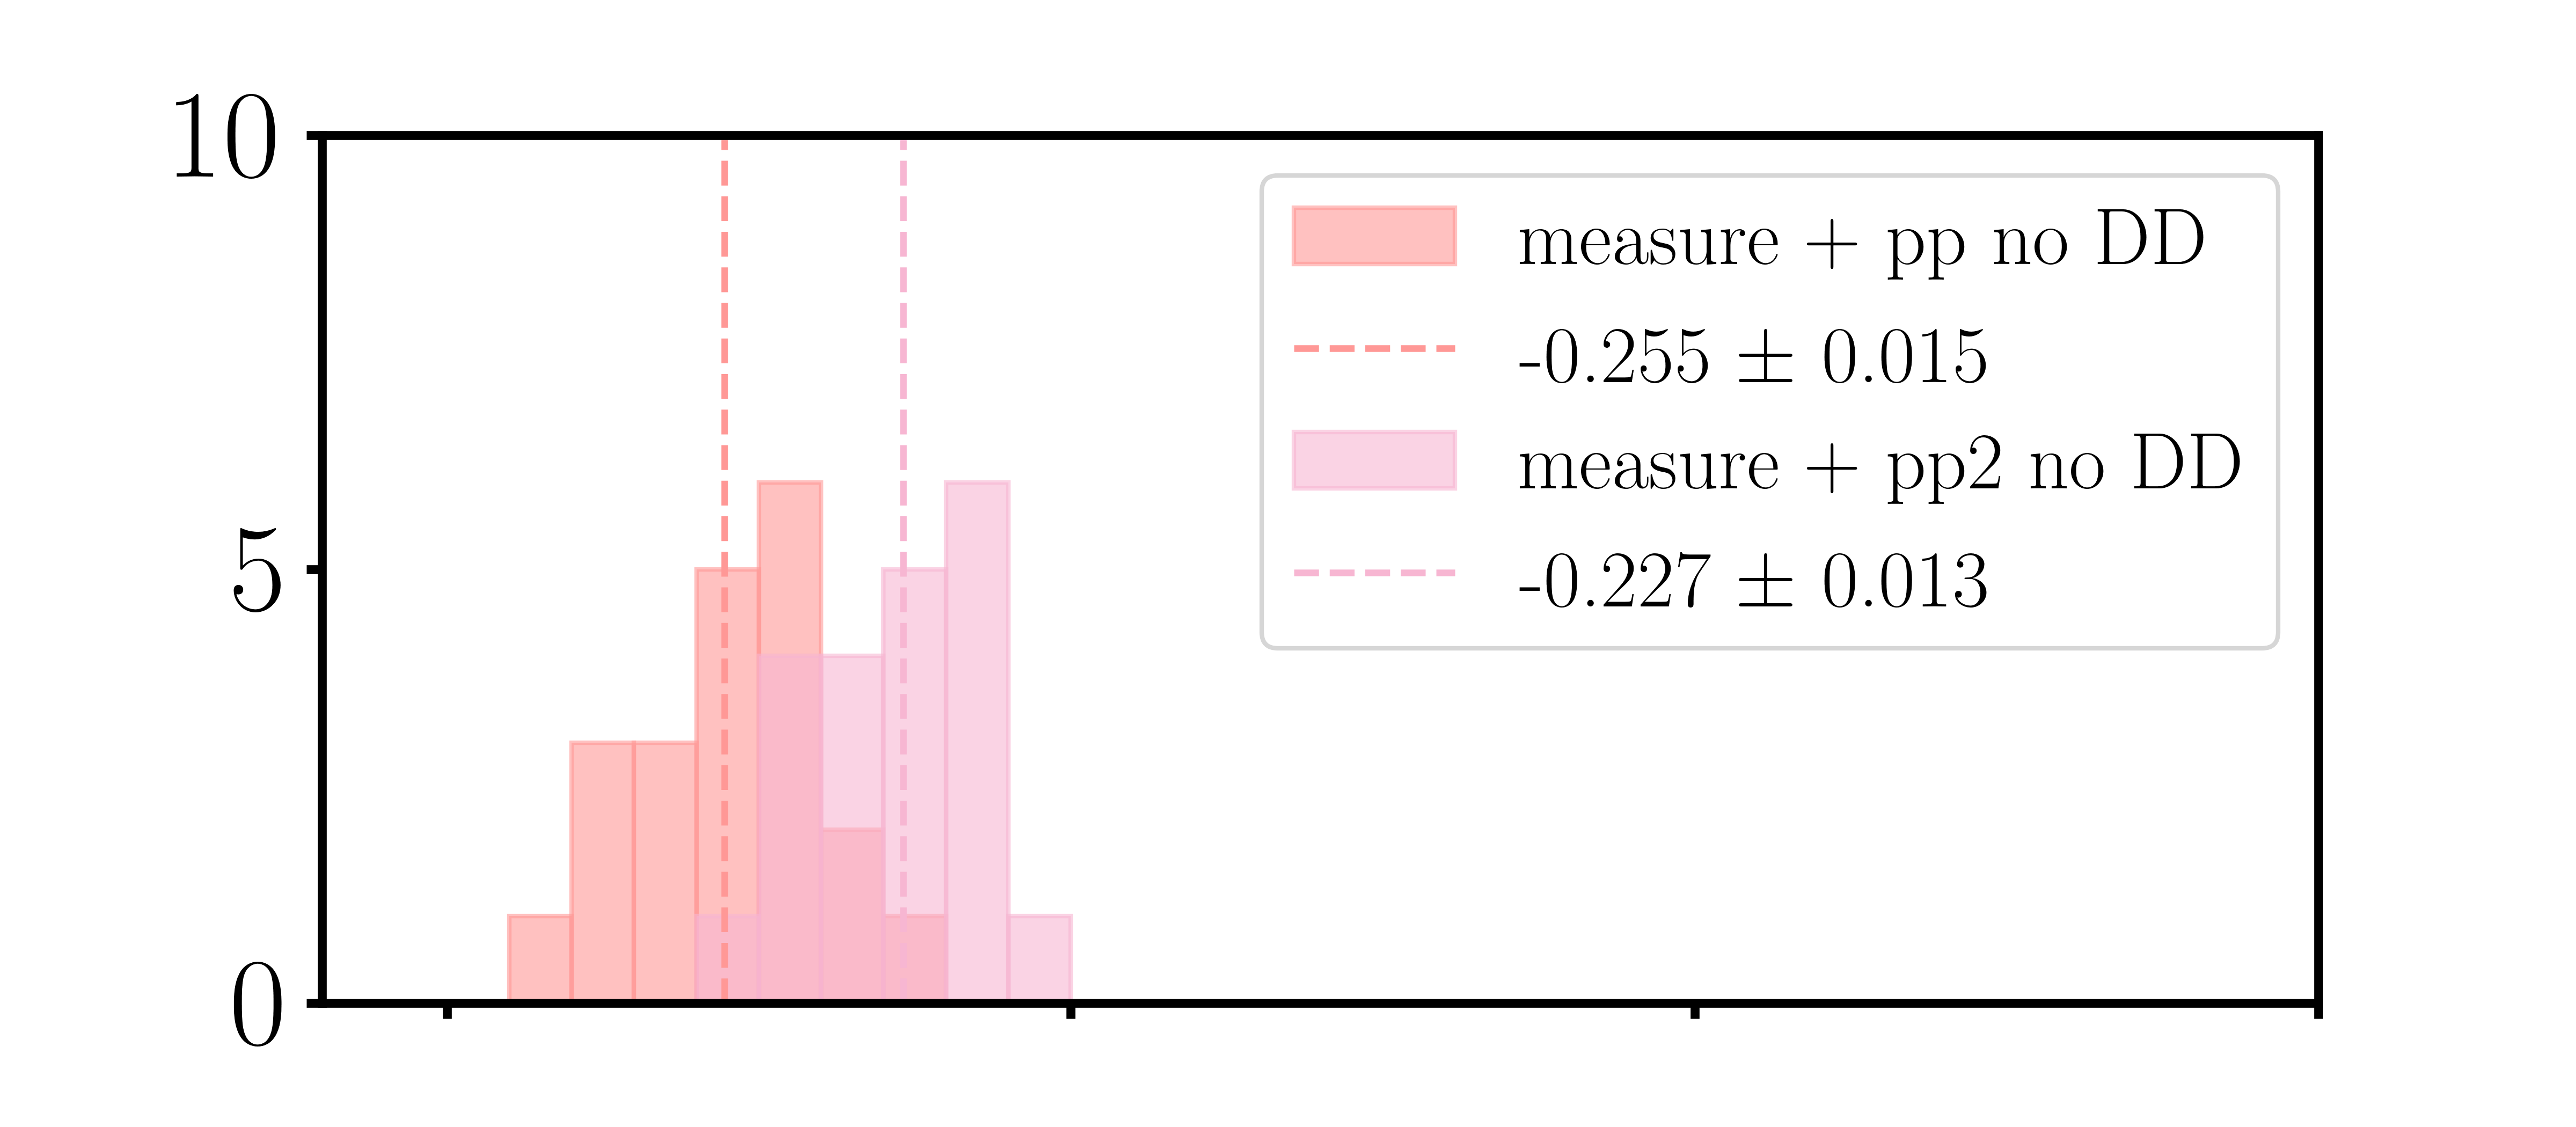 10
5
0
measure + pp no DD
-0.255 ± 0.015
measure + pp2 no DD
-0.227 ± 0.013